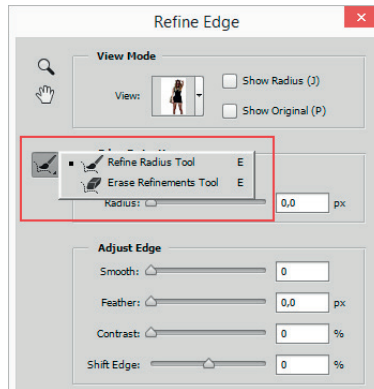 Refine Edge
View Mode
View:
Show Radius (J)
Show Original (P)
Refine Radius Tool E
Erase Refinements Tool E
Radius: 0,0 px
Adjust Edge
Smooth: 0
Feather: 0,0 px
Contrast: 0 %
Shift Edge: 0 %